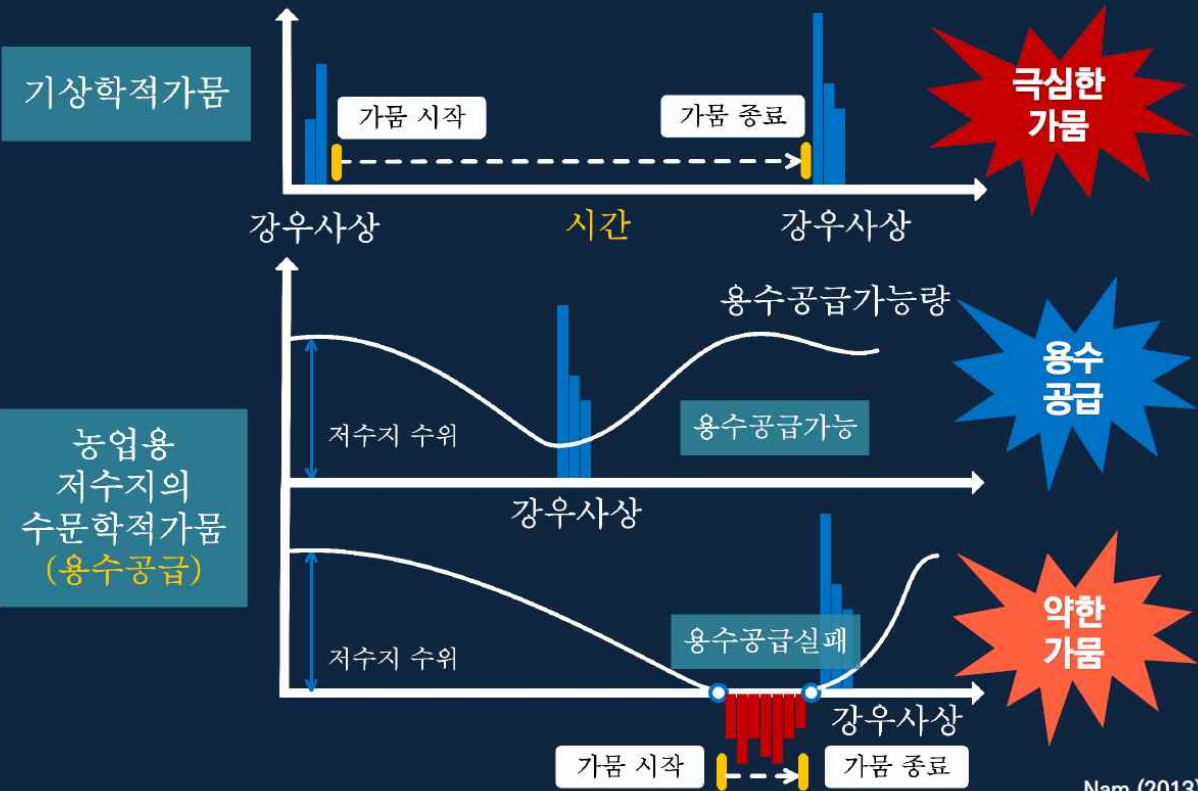 기상학적가뭄
가뭄 시작
가뭄 종료
극심한
가뭄
강우사상
시간
강우사상
용수공급가능량
용수
공급
저수지 수위
용수공급가능
강우사상
농업용
저수지의
수문학적가뭄
(용수공급)
용수공급실패
저수지 수위
약한
가뭄
강우사상
가뭄 시작
가뭄 종료
Nam (2013)